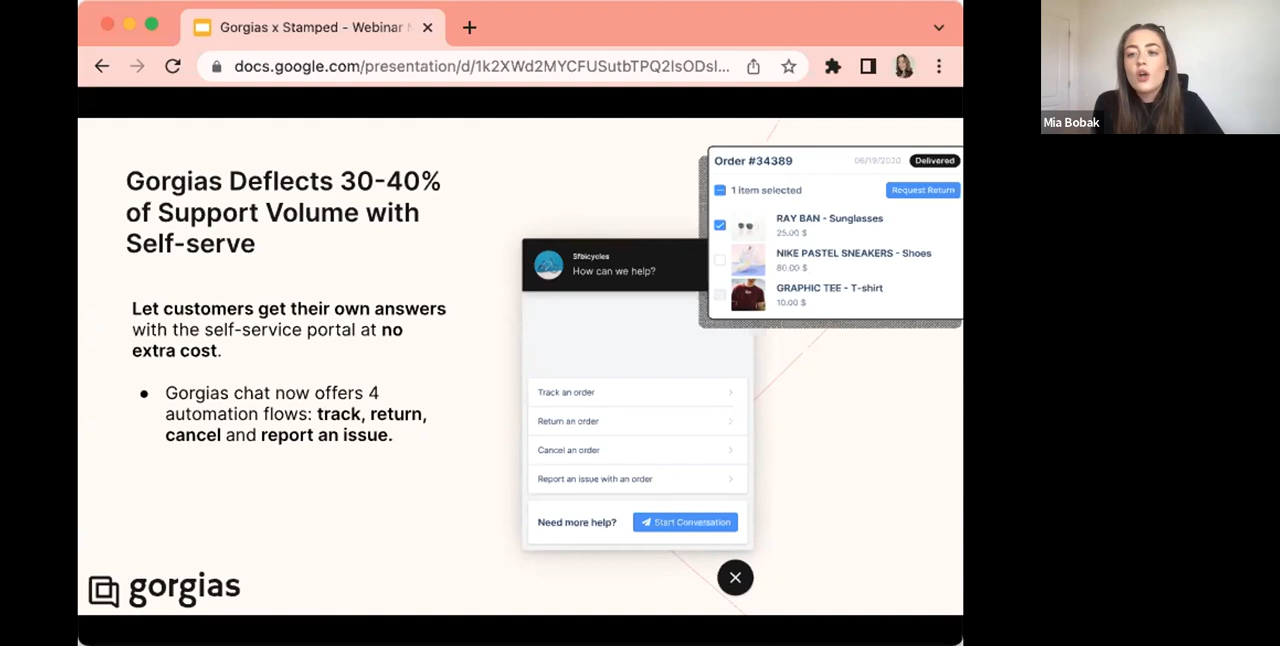 Gorgias x Stamped - Webinar
docs.google.com/presentation/d/1k2XWd2MYCFUSutbTPQ2IsODsI...
Mia Bobak
Gorgias Deflects 30-40%
of Support Volume with
Self-serve
Let customers get their own answers
with the self-service portal at no
extra cost.
● Gorgias chat now offers 4
automation flows: track, return,
cancel and report an issue.
gorgias
Sfbicycles
How can we help?
Track an order
Return an order
Cancel an order
Report an issue with an order
Need more help? Start Conversation
Order #34389 06/19/2020 Delivered
1 item selected Request Return
RAY BAN - Sunglasses
25.00 $
NIKE PASTEL SNEAKERS - Shoes
80.00 $
GRAPHIC TEE - T-shirt
10.00 $